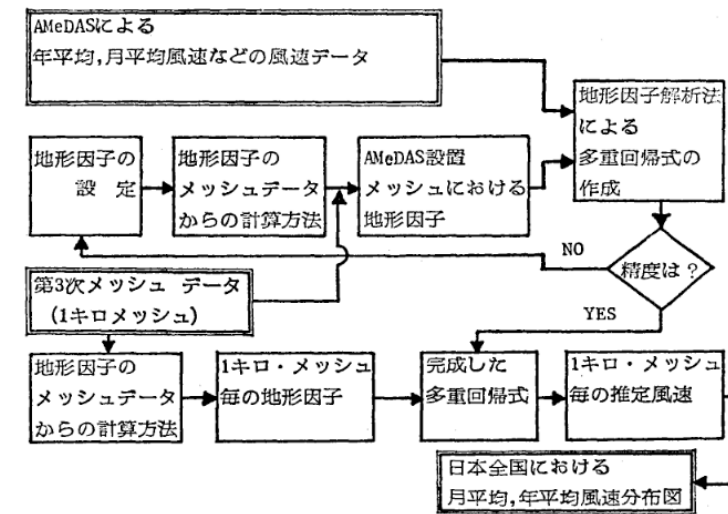 AMeDASによる
年平均,月平均風速などの風速データ
地形因子の
設 定
地形因子の
メッシュデータ
からの計算方法
AMeDAS設置
メッシュにおける
地形因子
地形因子解析法
による
多重回帰式の
作成
NO
精度は?
YES
第3次メッシュ データ
(1キロメッシュ)
地形因子の
メッシュデータ
からの計算方法
1キロ・メッシュ
毎の地形因子
完成した
多重回帰式
1キロ・メッシュ
毎の推定風速
日本全国における
月平均,年平均風速分布図